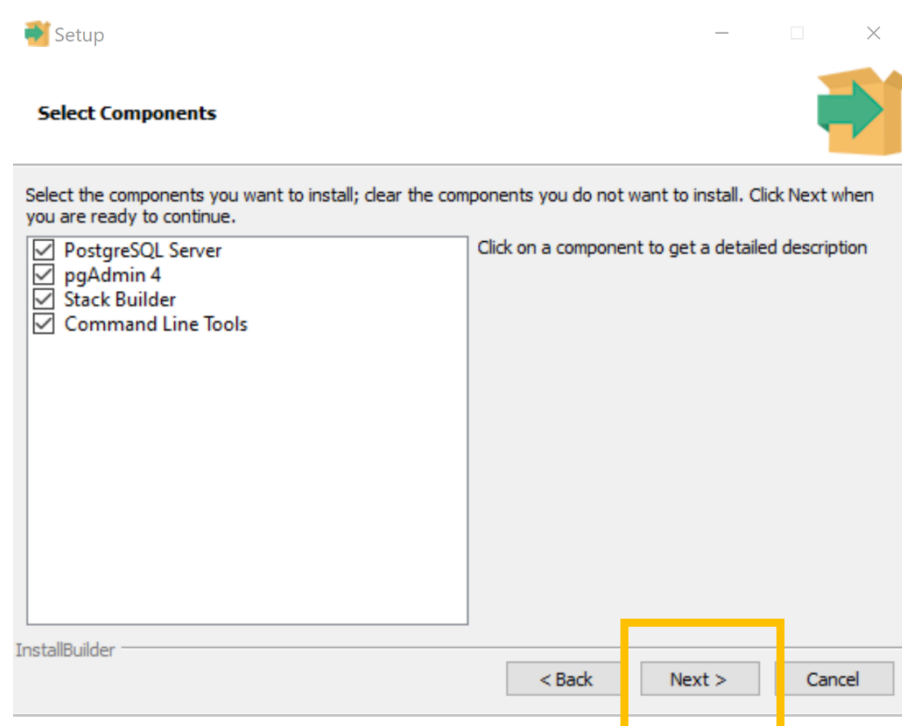 Setup
Select Components
Select the components you want to install; clear the components you do not want to install. Click Next when
you are ready to continue.
PostgreSQL Server
pgAdmin 4
Stack Builder
Command Line Tools
Click on a component to get a detailed description
InstallBuilder
< Back
Next >
Cancel